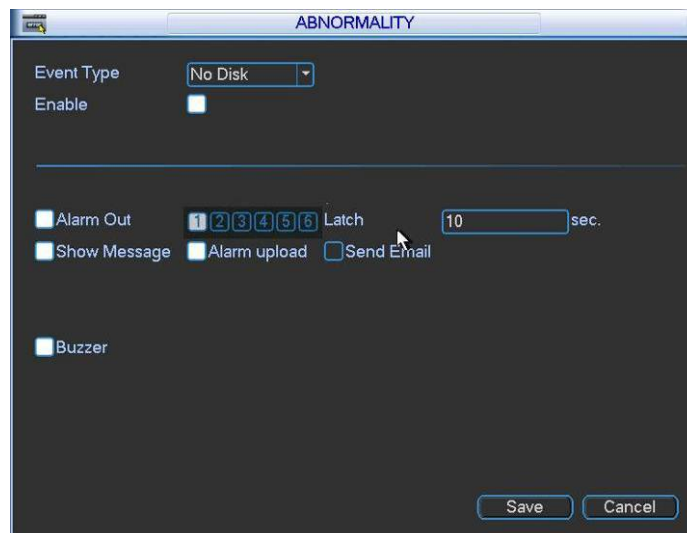 ABNORMALITY
Event Type No Disk
Enable
Alarm Out 1 2 3 4 5 6 Latch 10 sec.
Show Message Alarm upload Send Email
Buzzer
Save Cancel